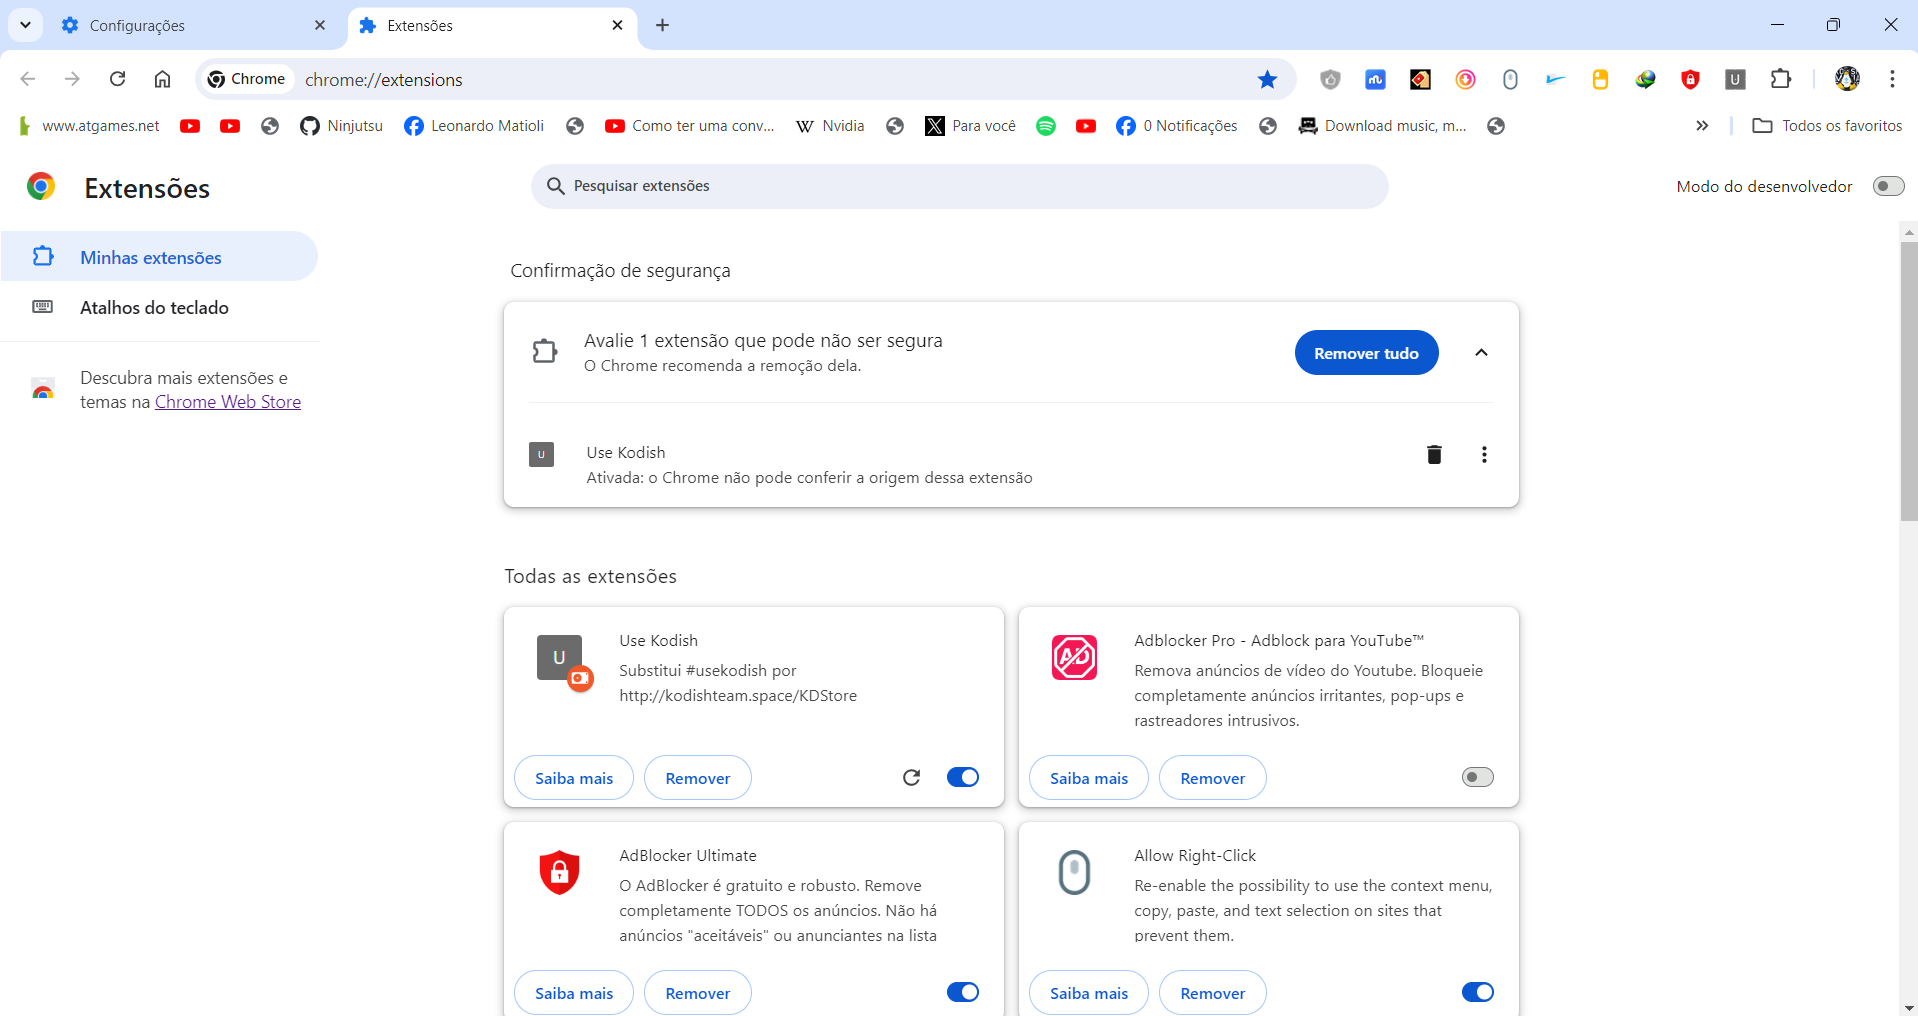 Configurações
Extensões
Chrome
chrome://extensions
U
www.atgames.net
Ninjutsu
Leonardo Matioli
Como ter uma conv...
Nvidia
Para você
0 Notificações
Download music, m...
Todos os favoritos
Extensões
Pesquisar extensões
Modo do desenvolvedor
Minhas extensões
Atalhos do teclado
Descubra mais extensões e
temas na Chrome Web Store
Confirmação de segurança
Avalie 1 extensão que pode não ser segura
O Chrome recomenda a remoção dela.
Remover tudo
U
Use Kodish
Ativada: o Chrome não pode conferir a origem dessa extensão
Todas as extensões
U
Use Kodish
Substitui #usekodish por
http://kodishteam.space/KDStore
Saiba mais
Remover
AD
Adblocker Pro - Adblock para YouTube™
Remova anúncios de vídeo do Youtube. Bloqueie
completamente anúncios irritantes, pop-ups e
rastreadores intrusivos.
Saiba mais
Remover
AdBlocker Ultimate
O AdBlocker é gratuito e robusto. Remove
completamente TODOS os anúncios. Não há
anúncios "aceitáveis" ou anunciantes na lista
Saiba mais
Remover
Allow Right-Click
Re-enable the possibility to use the context menu,
copy, paste, and text selection on sites that
prevent them.
Saiba mais
Remover